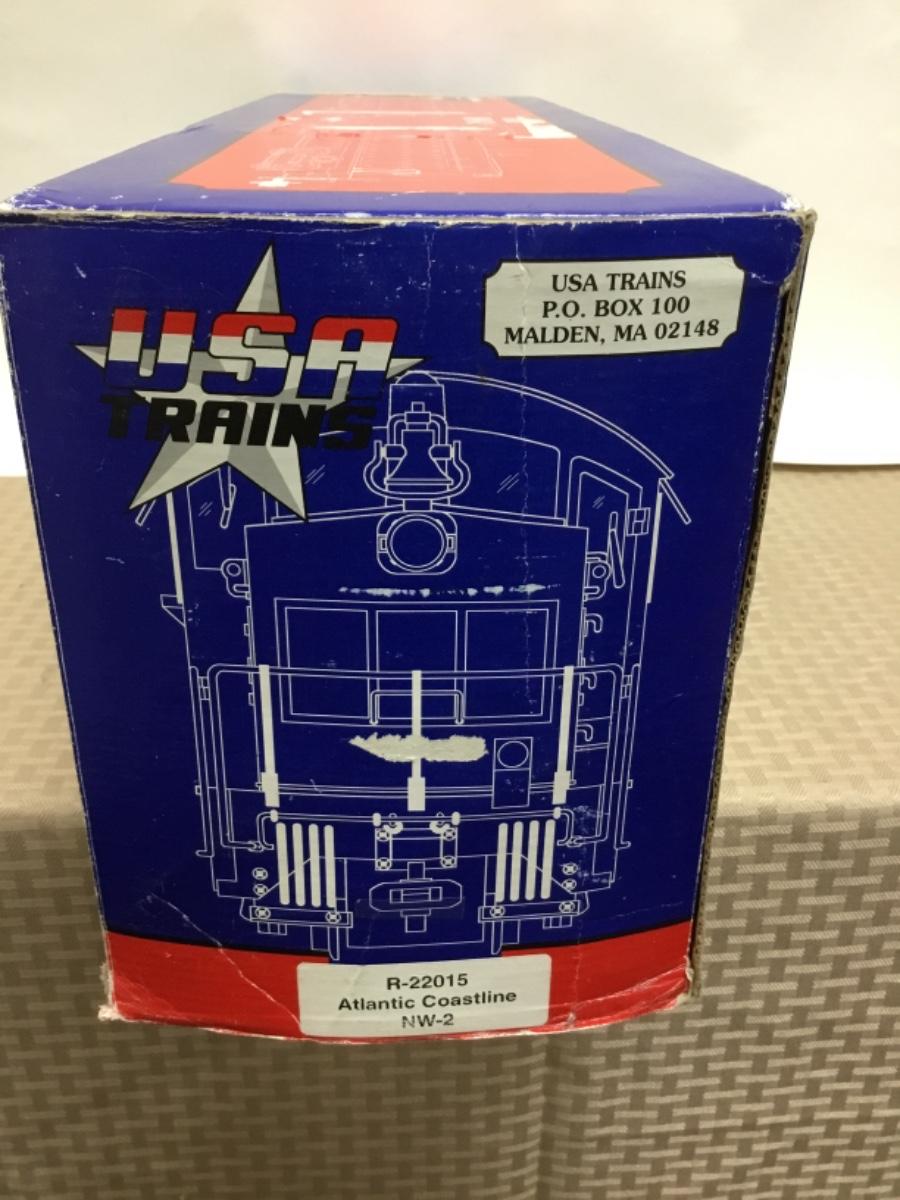 USA
TRAINS
USA TRAINS
P.O. BOX 100
MALDEN, MA 02148
R-22015
Atlantic Coastline
NW-2